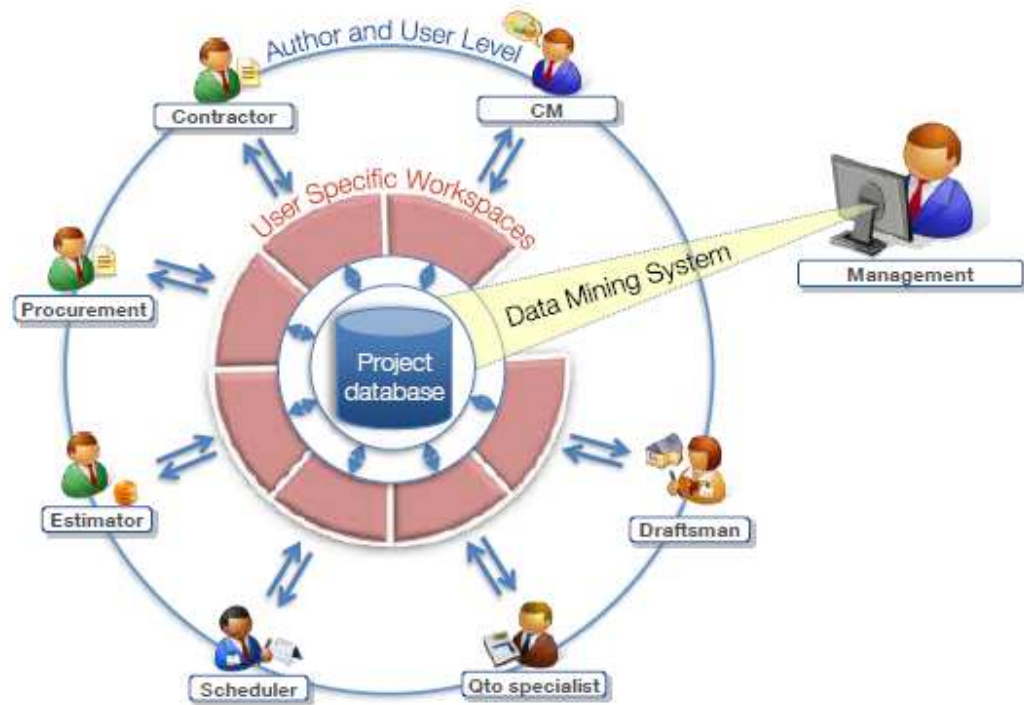 Author and User Level
Contractor
CM
User Specific Workspaces
Procurement
Data Mining System
Management
Project
database
Estimator
Draftsman
Scheduler
Qto specialist